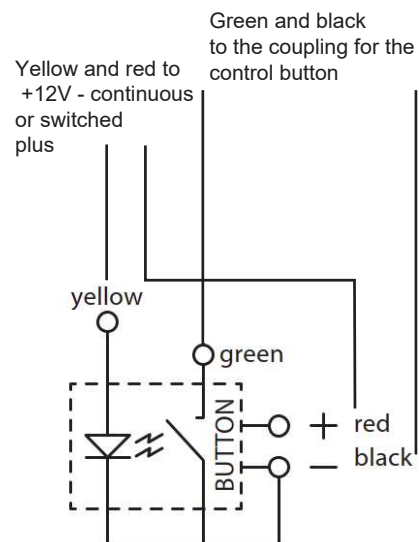 Green and black
to the coupling for the
control button
Yellow and red to
+12V - continuous
or switched
plus
yellow
green
BUTTON
+ red
− black